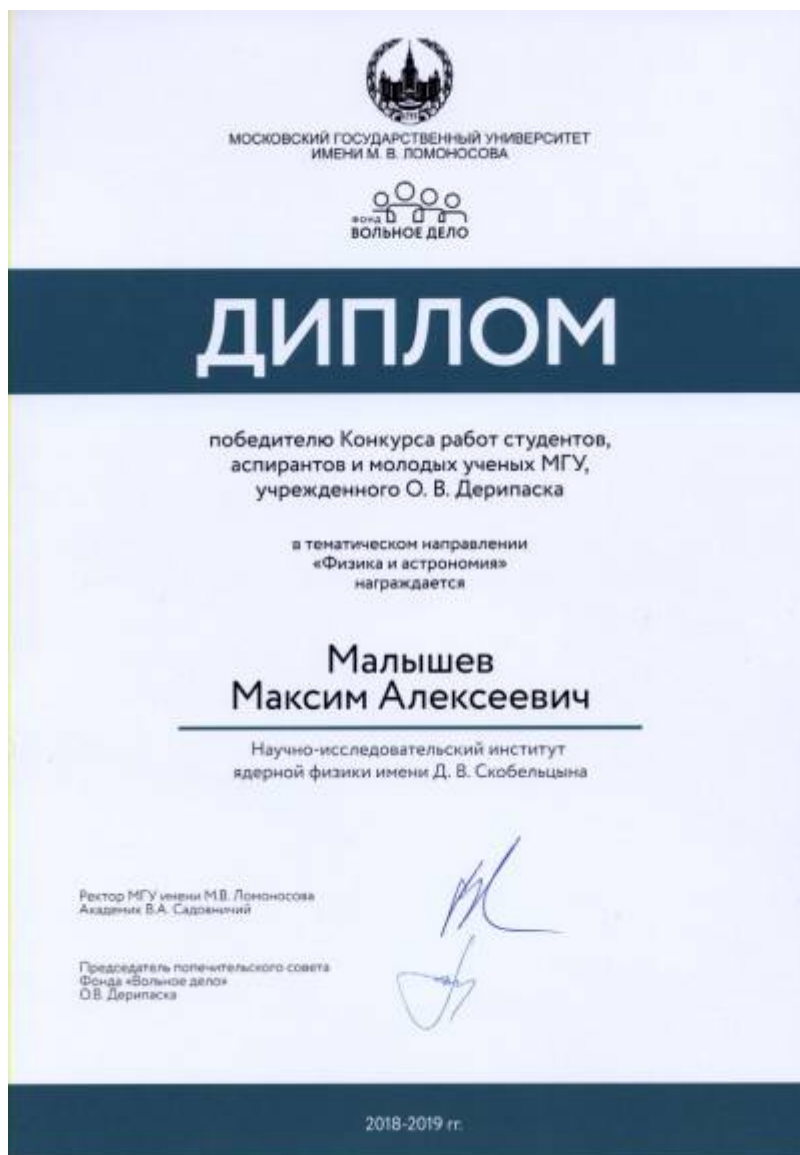 МОСКОВСКИЙ ГОСУДАРСТВЕННЫЙ УНИВЕРСИТЕТ
ИМЕНИ М. В. ЛОМОНОСОВА
ФОНД
ВОЛЬНОЕ ДЕЛО
ДИПЛОМ
победителю Конкурса работ студентов,
аспирантов и молодых ученых МГУ,
учрежденного О. В. Дерипаска
в тематическом направлении
«Физика и астрономия»
награждается
Малышев
Максим Алексеевич
Научно-исследовательский институт
ядерной физики имени Д. В. Скобельцына
Ректор МГУ имени М.В. Ломоносова
Академик В.А. Садовничий
Председатель попечительского совета
Фонда «Вольное дело»
О.В. Дерипаска
2018-2019 гг.